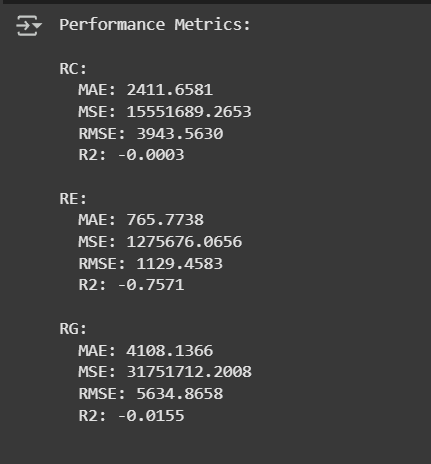 Performance Metrics:
RC:
MAE: 2411.6581
MSE: 15551689.2653
RMSE: 3943.5630
R2: -0.0003
RE:
MAE: 765.7738
MSE: 1275676.0656
RMSE: 1129.4583
R2: -0.7571
RG:
MAE: 4108.1366
MSE: 31751712.2008
RMSE: 5634.8658
R2: -0.0155